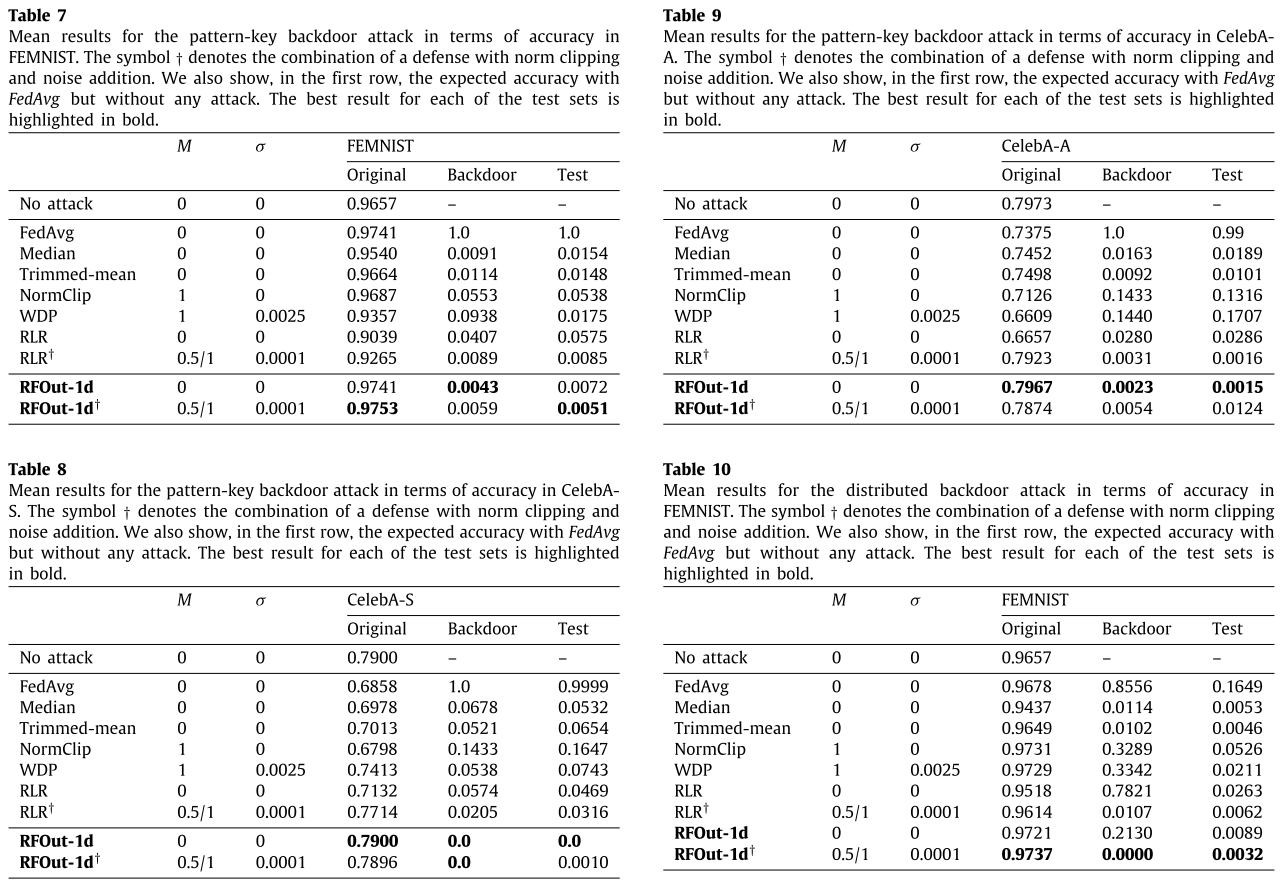 Table 7
Mean results for the pattern-key backdoor attack in terms of accuracy in
FEMNIST. The symbol † denotes the combination of a defense with norm clipping
and noise addition. We also show, in the first row, the expected accuracy with
FedAvg but without any attack. The best result for each of the test sets is
highlighted in bold.
M σ FEMNIST
Original Backdoor Test
No attack 0 0 0.9657 – –
FedAvg 0 0 0.9741 1.0 1.0
Median 0 0 0.9540 0.0091 0.0154
Trimmed-mean 0 0 0.9664 0.0114 0.0148
NormClip 1 0 0.9687 0.0553 0.0538
WDP 1 0.0025 0.9357 0.0938 0.0175
RLR 0 0 0.9039 0.0407 0.0575
RLR† 0.5/1 0.0001 0.9265 0.0089 0.0085
RFOut-1d 0 0 0.9741 0.0043 0.0072
RFOut-1d† 0.5/1 0.0001 0.9753 0.0059 0.0051
Table 8
Mean results for the pattern-key backdoor attack in terms of accuracy in CelebA-
S. The symbol † denotes the combination of a defense with norm clipping and
noise addition. We also show, in the first row, the expected accuracy with FedAvg
but without any attack. The best result for each of the test sets is highlighted
in bold.
M σ CelebA-S
Original Backdoor Test
No attack 0 0 0.7900 – –
FedAvg 0 0 0.6858 1.0 0.9999
Median 0 0 0.6978 0.0678 0.0532
Trimmed-mean 0 0 0.7013 0.0521 0.0654
NormClip 1 0 0.6798 0.1433 0.1647
WDP 1 0.0025 0.7413 0.0538 0.0743
RLR 0 0 0.7132 0.0574 0.0469
RLR† 0.5/1 0.0001 0.7714 0.0205 0.0316
RFOut-1d 0 0 0.7900 0.0 0.0
RFOut-1d† 0.5/1 0.0001 0.7896 0.0 0.0010
Table 9
Mean results for the pattern-key backdoor attack in terms of accuracy in CelebA-
A. The symbol † denotes the combination of a defense with norm clipping and
noise addition. We also show, in the first row, the expected accuracy with FedAvg
but without any attack. The best result for each of the test sets is highlighted
in bold.
M σ CelebA-A
Original Backdoor Test
No attack 0 0 0.7973 – –
FedAvg 0 0 0.7375 1.0 0.99
Median 0 0 0.7452 0.0163 0.0189
Trimmed-mean 0 0 0.7498 0.0092 0.0101
NormClip 1 0 0.7126 0.1433 0.1316
WDP 1 0.0025 0.6609 0.1440 0.1707
RLR 0 0 0.6657 0.0280 0.0286
RLR† 0.5/1 0.0001 0.7923 0.0031 0.0016
RFOut-1d 0 0 0.7967 0.0023 0.0015
RFOut-1d† 0.5/1 0.0001 0.7874 0.0054 0.0124
Table 10
Mean results for the distributed backdoor attack in terms of accuracy in
FEMNIST. The symbol † denotes the combination of a defense with norm clipping
and noise addition. We also show, in the first row, the expected accuracy with
FedAvg but without any attack. The best result for each of the test sets is
highlighted in bold.
M σ FEMNIST
Original Backdoor Test
No attack 0 0 0.9657 – –
FedAvg 0 0 0.9678 0.8556 0.1649
Median 0 0 0.9437 0.0114 0.0053
Trimmed-mean 0 0 0.9649 0.0102 0.0046
NormClip 1 0 0.9731 0.3289 0.0526
WDP 1 0.0025 0.9729 0.3342 0.0211
RLR 0 0 0.9518 0.7821 0.0263
RLR† 0.5/1 0.0001 0.9614 0.0107 0.0062
RFOut-1d 0 0 0.9721 0.2130 0.0089
RFOut-1d† 0.5/1 0.0001 0.9737 0.0000 0.0032